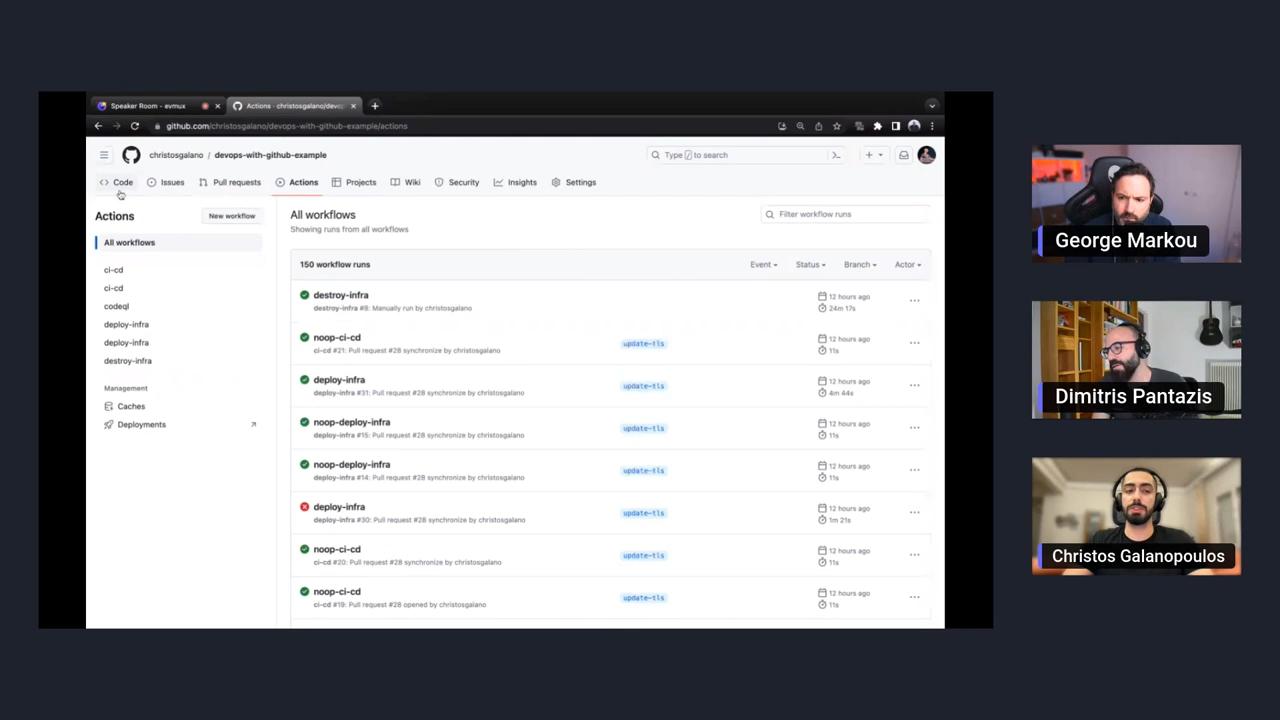 Speaker Room - evmux
Actions · christosgalano/devo
github.com/christosgalano/devops-with-github-example/actions
christosgalano / devops-with-github-example
Type / to search
Code
Issues
Pull requests
Actions
Projects
Wiki
Security
Insights
Settings
Actions
New workflow
All workflows
ci-cd
ci-cd
codeql
deploy-infra
deploy-infra
destroy-infra
Management
Caches
Deployments
All workflows
Showing runs from all workflows
Filter workflow runs
150 workflow runs
Event
Status
Branch
Actor
destroy-infra
destroy-infra #8: Manually run by christosgalano
12 hours ago
24m 17s
noop-ci-cd
ci-cd #21: Pull request #28 synchronize by christosgalano
update-tls
12 hours ago
11s
deploy-infra
deploy-infra #31: Pull request #28 synchronize by christosgalano
update-tls
12 hours ago
4m 44s
noop-deploy-infra
deploy-infra #15: Pull request #28 synchronize by christosgalano
update-tls
12 hours ago
11s
noop-deploy-infra
deploy-infra #14: Pull request #28 synchronize by christosgalano
update-tls
12 hours ago
11s
deploy-infra
deploy-infra #30: Pull request #28 synchronize by christosgalano
update-tls
12 hours ago
1m 21s
noop-ci-cd
ci-cd #20: Pull request #28 synchronize by christosgalano
update-tls
12 hours ago
11s
noop-ci-cd
ci-cd #19: Pull request #28 opened by christosgalano
update-tls
12 hours ago
11s
George Markou
Dimitris Pantazis
Christos Galanopoulos